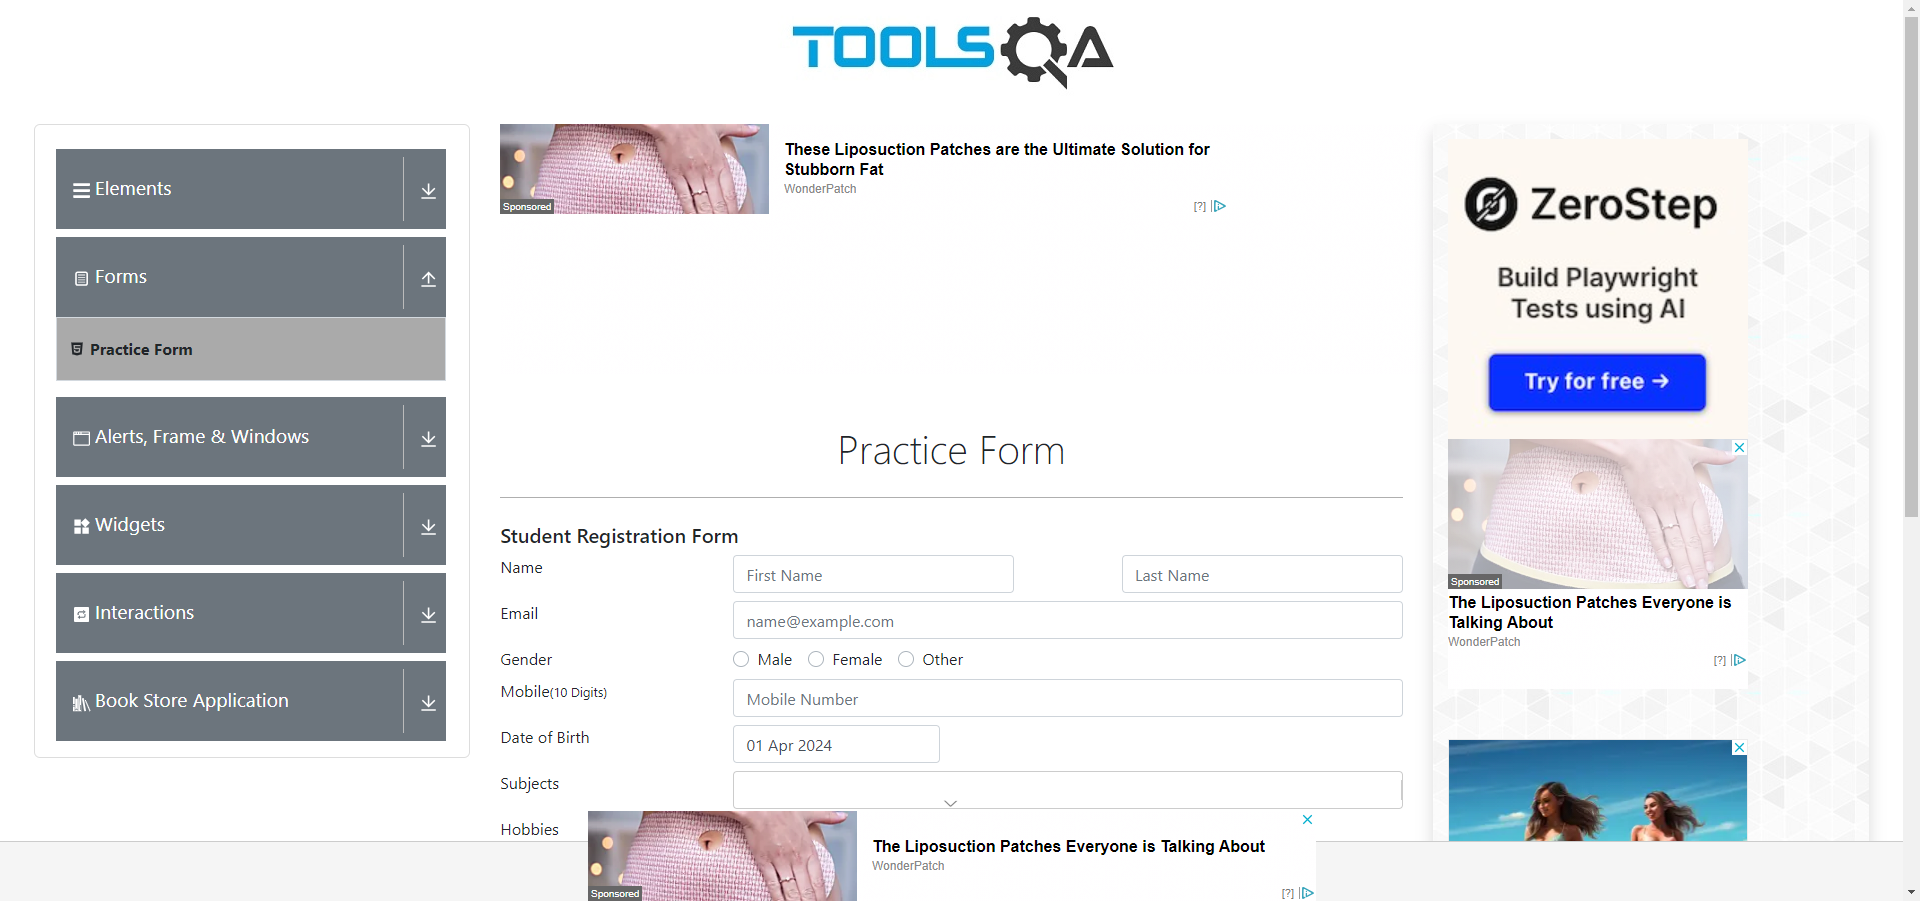 TOOLSQA
Elements
Forms
Practice Form
Alerts, Frame & Windows
Widgets
Interactions
Book Store Application
Sponsored
These Liposuction Patches are the Ultimate Solution for
Stubborn Fat
WonderPatch
[?]
Practice Form
Student Registration Form
Name
First Name
Last Name
Email
name@example.com
Gender
Male
Female
Other
Mobile(10 Digits)
Mobile Number
Date of Birth
01 Apr 2024
Subjects
Hobbies
Sponsored
The Liposuction Patches Everyone is Talking About
WonderPatch
[?]
ZeroStep
Build Playwright
Tests using AI
Try for free →
Sponsored
The Liposuction Patches Everyone is
Talking About
WonderPatch
[?]